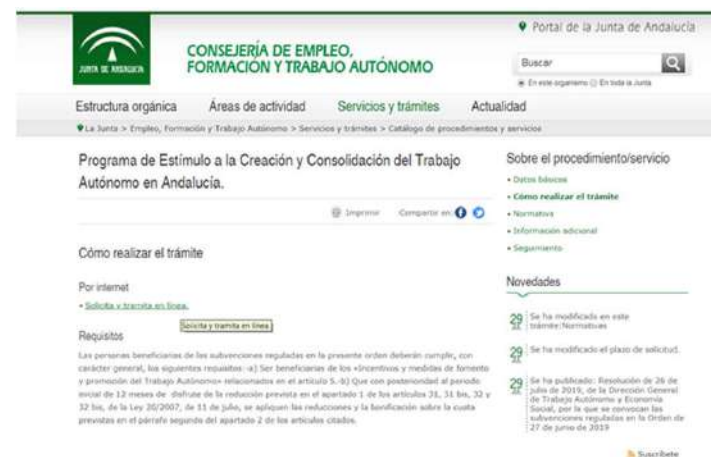 Portal de la Junta de Andalucía
JUNTA DE ANDALUCIA
CONSEJERÍA DE EMPLEO,
FORMACIÓN Y TRABAJO AUTÓNOMO
Buscar
En este organismo En toda la Junta
Estructura orgánica Áreas de actividad Servicios y trámites Actualidad
La Junta > Empleo, Formación y Trabajo Autónomo > Servicios y trámites > Catálogo de procedimientos y servicios
Programa de Estímulo a la Creación y Consolidación del Trabajo
Autónomo en Andalucía.
Imprimir Compartir en
Cómo realizar el trámite
Por internet
• Solicita y tramita en línea.
Solicita y tramita en línea.
Requisitos
Las personas beneficiarias de las subvenciones reguladas en la presente orden deberán cumplir, con
carácter general, los siguientes requisitos -a) Ser beneficiarias de los «Incentivos y medidas de fomento
y promoción del Trabajo Autónomo» relacionados en el artículo 5.-b) Que con posterioridad al periodo
inicial de 12 meses de disfrute de la reducción prevista en el apartado 1 de los artículos 31, 31 bis, 32 y
32 bis, de la Ley 20/2007, de 11 de julio, se apliquen las reducciones y la bonificación sobre la cuota
previstas en el párrafo segundo del apartado 2 de los artículos citados.
Sobre el procedimiento/servicio
• Datos básicos
• Cómo realizar el trámite
• Normativa
• Información adicional
• Seguimiento
Novedades
29
Se ha modificado en este
trámite:Normativas
29
Se ha modificado el plazo de solicitud.
29
Se ha publicado: Resolución de 26 de
julio de 2019, de la Dirección General
de Trabajo Autónomo y Economía
Social, por la que se convocan las
subvenciones reguladas en la Orden de
27 de junio de 2019
Suscríbete